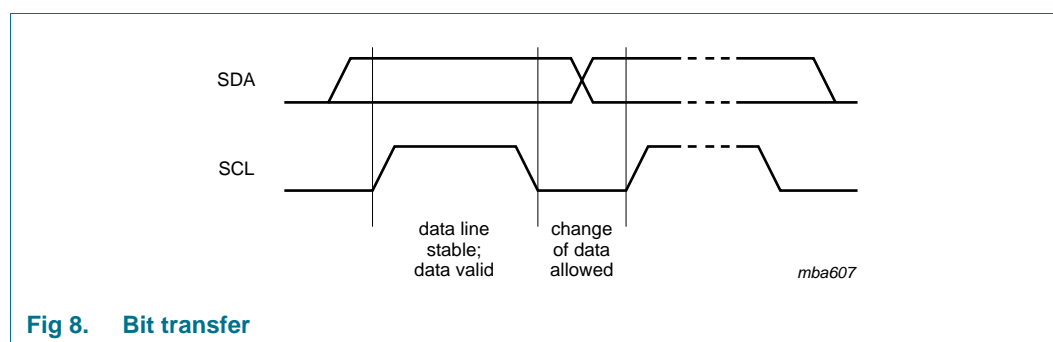 SDA
SCL
data line
stable;
data valid
change
of data
allowed
mba607
Fig 8. Bit transfer